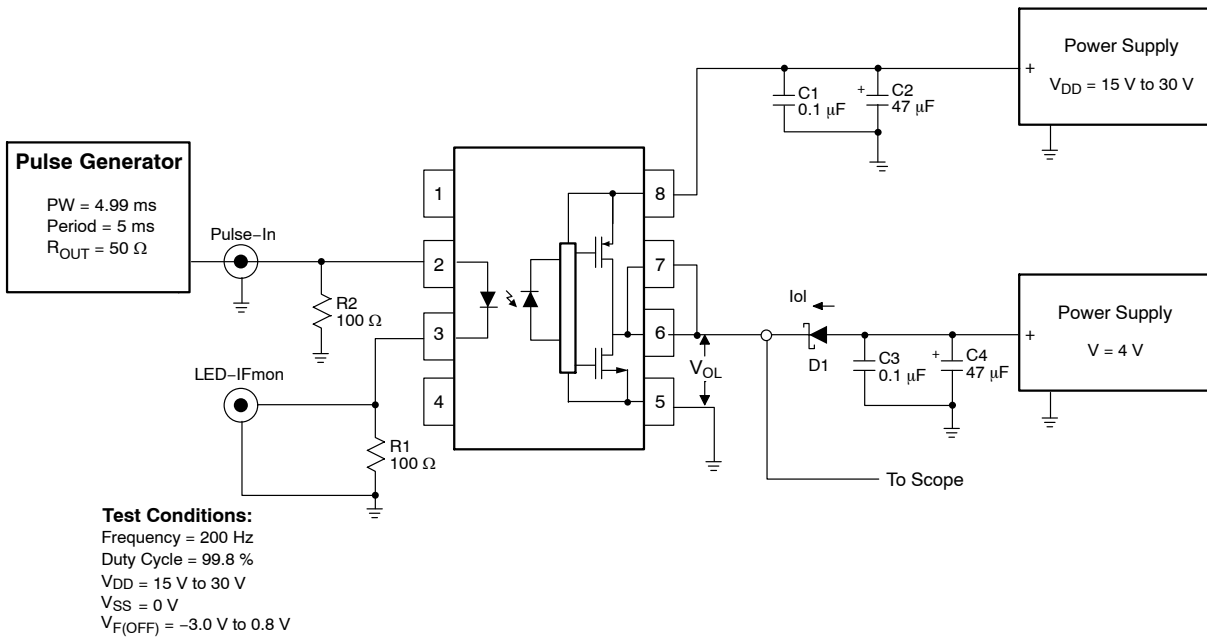 Pulse Generator
PW = 4.99 ms
Period = 5 ms
ROUT = 50 Ω
Pulse−In
R2
100 Ω
LED−IFmon
R1
100 Ω
1
2
3
4
8
7
6
5
VOL
C1
0.1 μF
+
C2
47 μF
+
Power Supply
VDD = 15 V to 30 V
Iol
D1
C3
0.1 μF
+
C4
47 μF
+
Power Supply
V = 4 V
To Scope
Test Conditions:
Frequency = 200 Hz
Duty Cycle = 99.8 %
VDD = 15 V to 30 V
VSS = 0 V
VF(OFF) = −3.0 V to 0.8 V